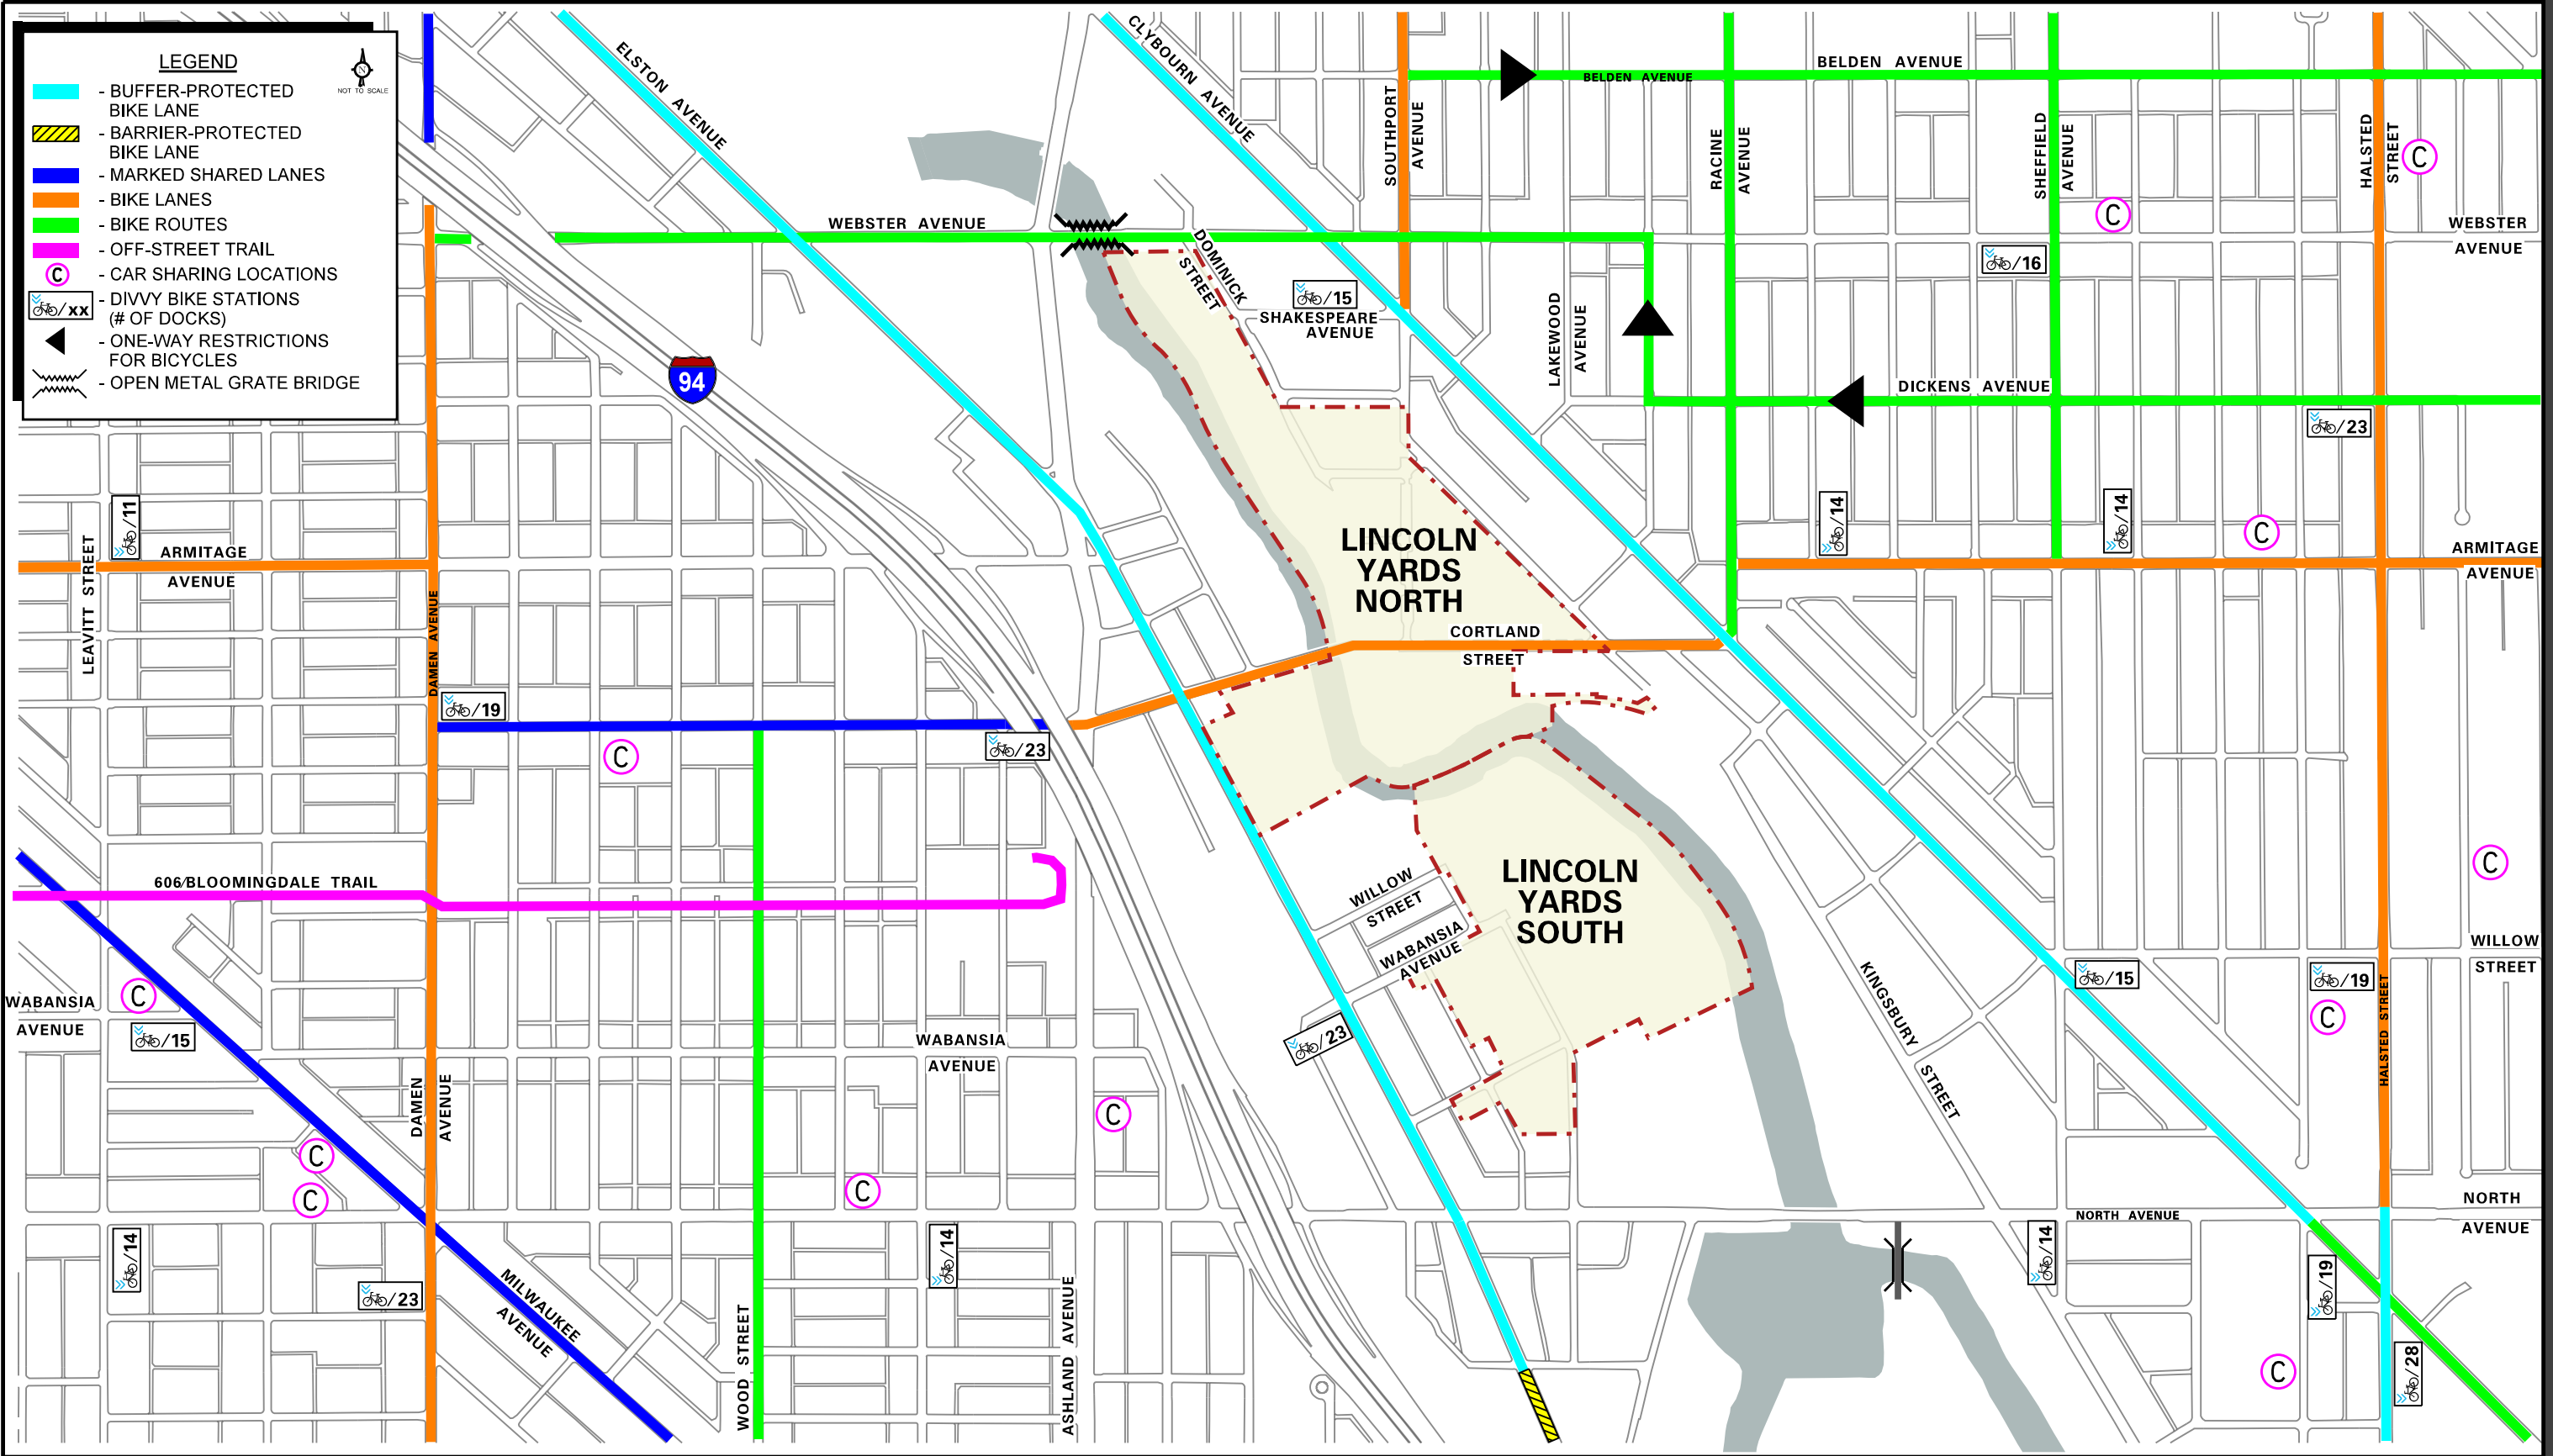 LEGEND
N
NOT TO SCALE
- BUFFER-PROTECTED
BIKE LANE
- BARRIER-PROTECTED
BIKE LANE
- MARKED SHARED LANES
- BIKE LANES
- BIKE ROUTES
- OFF-STREET TRAIL
C - CAR SHARING LOCATIONS
/xx - DIVVY BIKE STATIONS
(# OF DOCKS)
- ONE-WAY RESTRICTIONS
FOR BICYCLES
- OPEN METAL GRATE BRIDGE
ELSTON AVENUE
CLYBOURN AVENUE
SOUTHPORT
AVENUE
BELDEN AVENUE
BELDEN AVENUE
RACINE
AVENUE
SHEFFIELD
AVENUE
HALSTED
STREET
C
C
WEBSTER AVENUE
WEBSTER
AVENUE
DOMINICK
STREET
/15
SHAKESPEARE
AVENUE
LAKEWOOD
AVENUE
/16
94
DICKENS AVENUE
/23
/11
LEAVITT STREET
ARMITAGE
AVENUE
DAMEN AVENUE
/14
/14
C
ARMITAGE
AVENUE
LINCOLN
YARDS
NORTH
CORTLAND
STREET
/19
C
/23
606/BLOOMINGDALE TRAIL
WILLOW
STREET
WABANSIA
AVENUE
LINCOLN
YARDS
SOUTH
C
KINGSBURY
STREET
WILLOW
STREET
/15
/19
C
HALSTED STREET
WABANSIA
AVENUE
C
/15
WABANSIA
AVENUE
/23
DAMEN
AVENUE
C
C
C
C
NORTH AVENUE
NORTH
AVENUE
/14
/23
MILWAUKEE
AVENUE
WOOD STREET
/14
ASHLAND AVENUE
/14
/19
C
/28